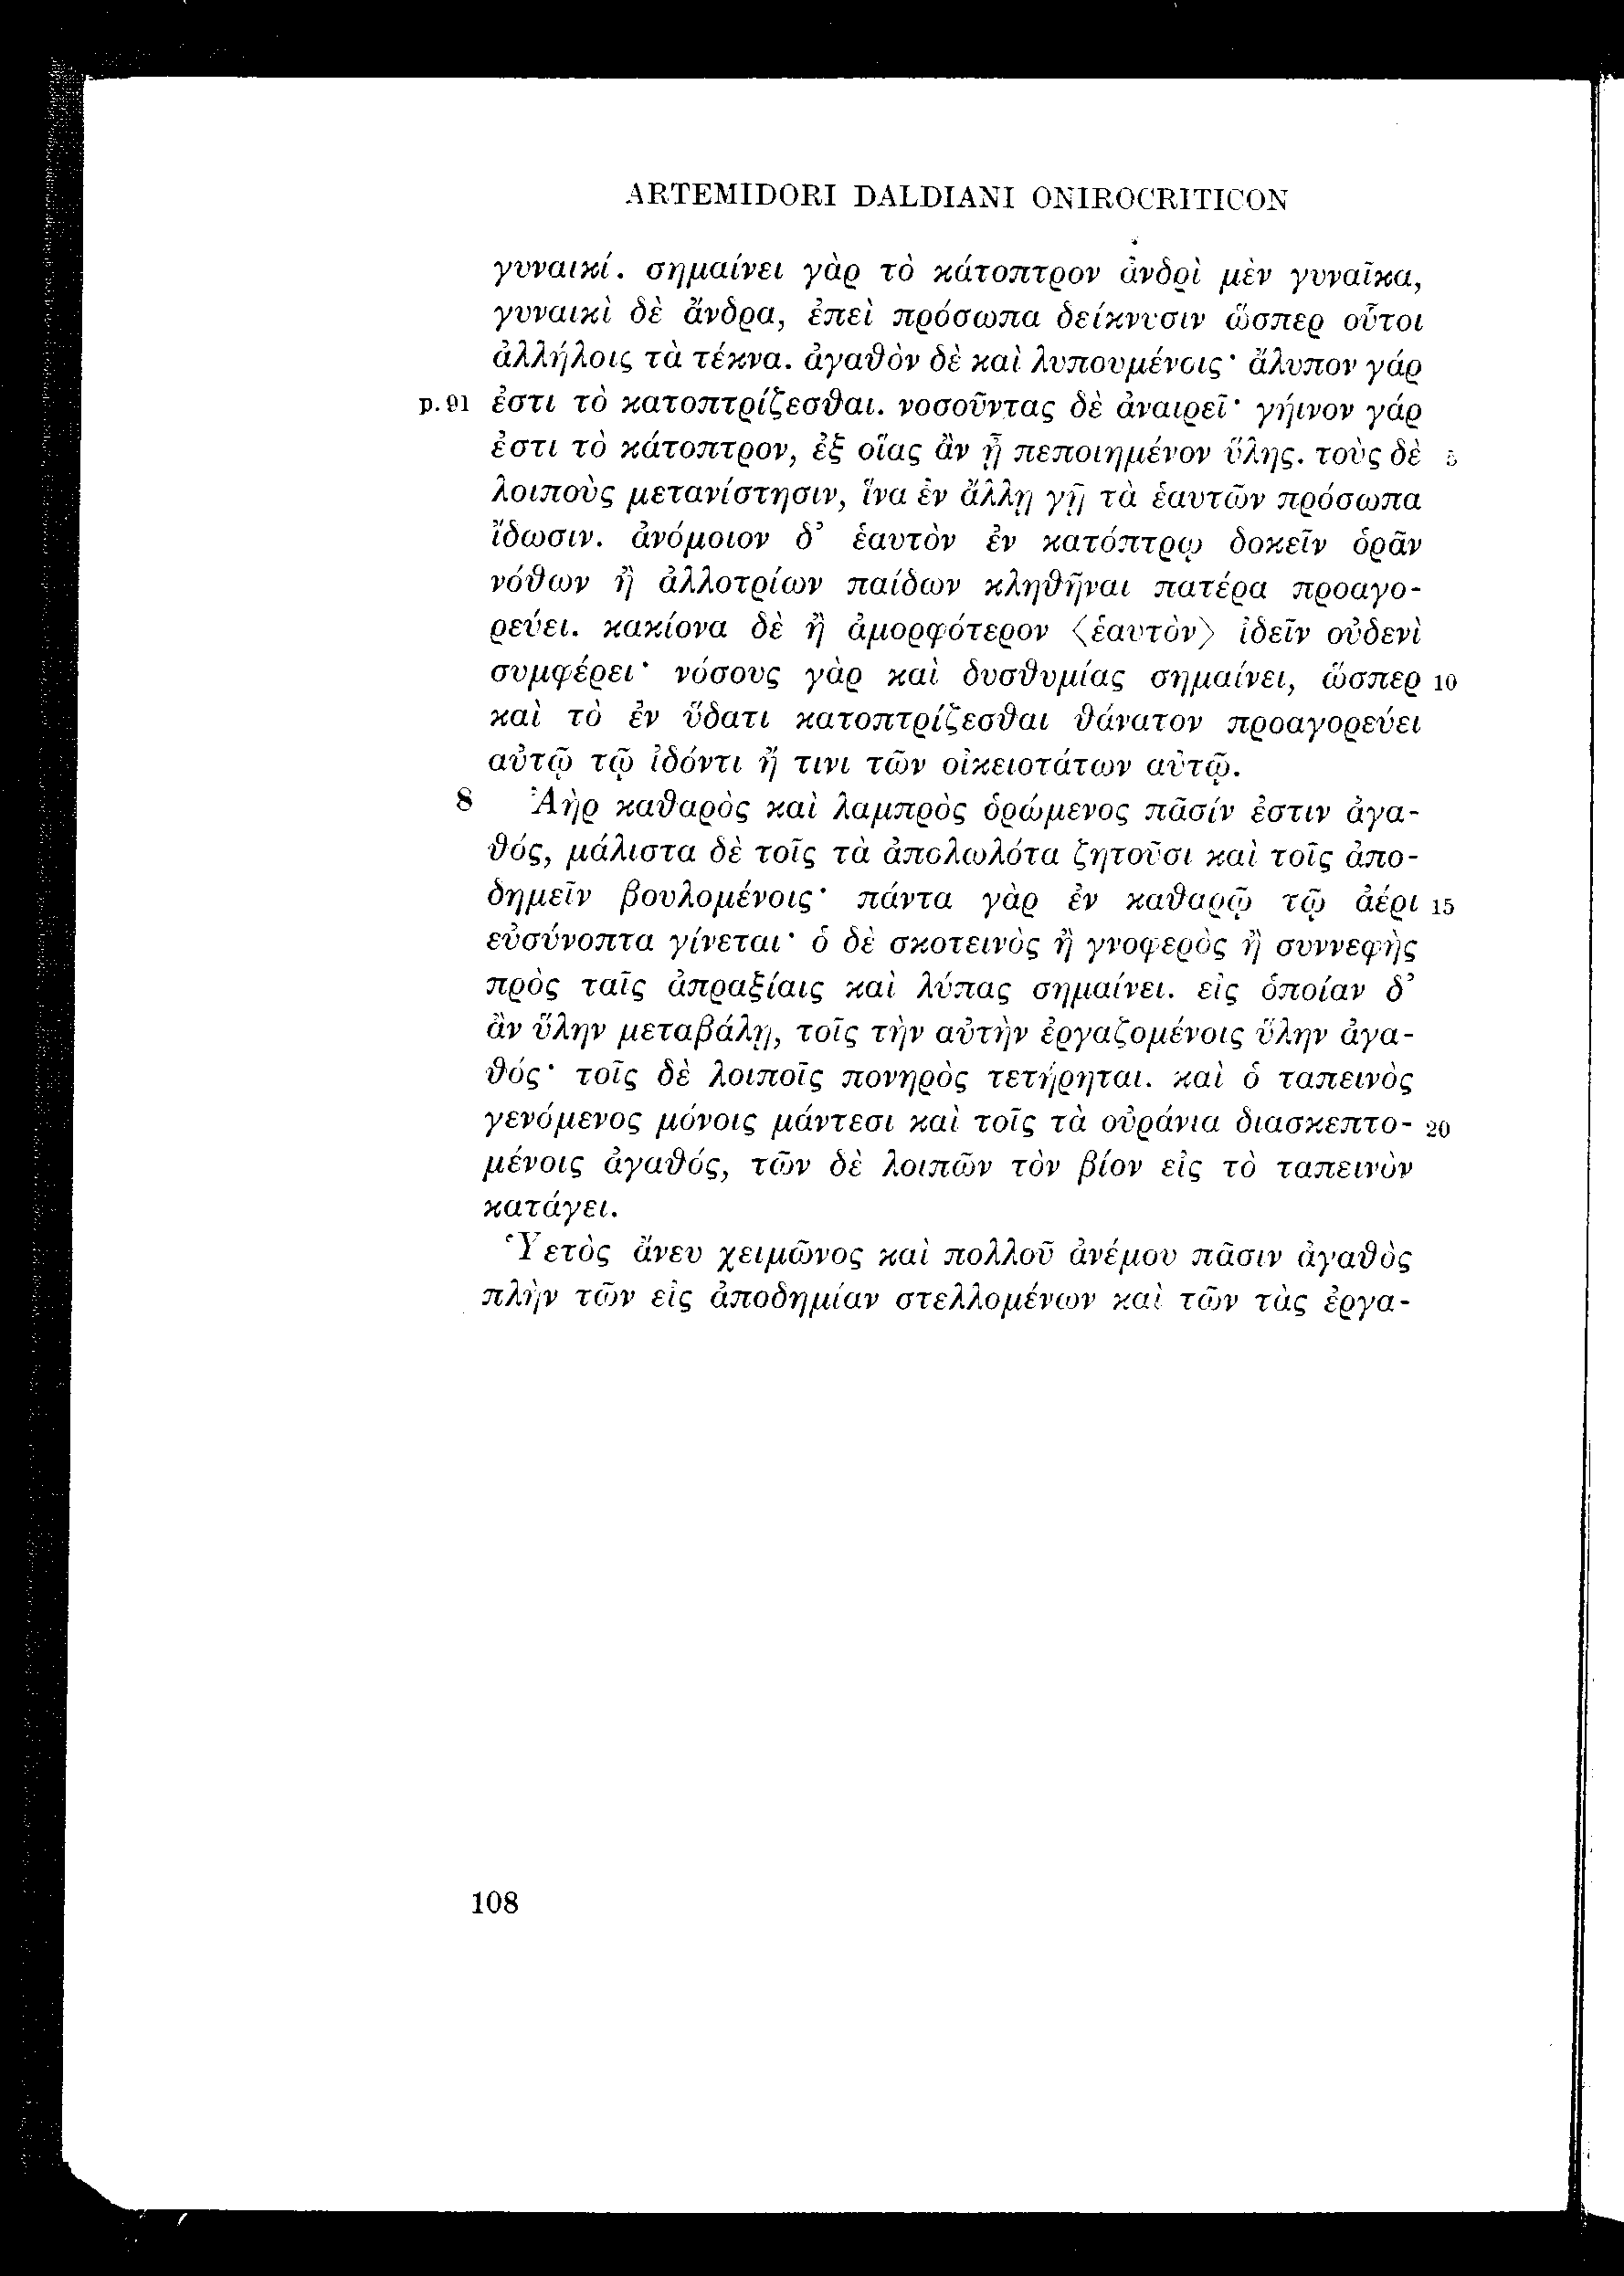 ARTEMIDORI DALDIANI ONIROCRITICON
γυναικί. σημαίνει γὰρ τὸ κάτοπτρον ἀνδρὶ μὲν γυναῖκα,
γυναικὶ δὲ ἄνδρα, ἐπεὶ πρόσωπα δείκνυσιν ὥσπερ οὗτοι
ἀλλήλοις τὰ τέκνα. ἀγαθὸν δὲ καὶ λυπουμένοις· ἄλυπον γάρ
p. 91 ἐστι τὸ κατοπτρίζεσθαι. νοσοῦντας δὲ ἀναιρεῖ· γήινον γάρ
ἐστι τὸ κάτοπτρον, ἐξ οἵας ἂν ᾖ πεποιημένον ὕλης. τοὺς δὲ 5
λοιποὺς μετανίστησιν, ἵνα ἐν ἄλλῃ γῇ τὰ ἑαυτῶν πρόσωπα
ἴδωσιν. ἀνόμοιον δ’ ἑαυτὸν ἐν κατόπτρῳ δοκεῖν ὁρᾶν
νόθων ἢ ἀλλοτρίων παίδων κληθῆναι πατέρα προαγο-
ρεύει. κακίονα δὲ ἢ ἀμορφότερον ⟨ἑαυτὸν⟩ ἰδεῖν οὐδενὶ
συμφέρει· νόσους γὰρ καὶ δυσθυμίας σημαίνει, ὥσπερ 10
καὶ τὸ ἐν ὕδατι κατοπτρίζεσθαι θάνατον προαγορεύει
αὐτῷ τῷ ἰδόντι ἤ τινι τῶν οἰκειοτάτων αὐτῷ.
8 Ἀὴρ καθαρὸς καὶ λαμπρὸς ὁρώμενος πᾶσίν ἐστιν ἀγα-
θός, μάλιστα δὲ τοῖς τὰ ἀπολωλότα ζητοῦσι καὶ τοῖς ἀπο-
δημεῖν βουλομένοις· πάντα γὰρ ἐν καθαρῷ τῷ ἀέρι 15
εὐσύνοπτα γίνεται· ὁ δὲ σκοτεινὸς ἢ γνοφερὸς ἢ συννεφὴς
πρὸς ταῖς ἀπραξίαις καὶ λύπας σημαίνει. εἰς ὁποίαν δ’
ἂν ὕλην μεταβάλῃ, τοῖς τὴν αὐτὴν ἐργαζομένοις ὕλην ἀγα-
θός· τοῖς δὲ λοιποῖς πονηρὸς τετήρηται. καὶ ὁ ταπεινὸς
γενόμενος μόνοις μάντεσι καὶ τοῖς τὰ οὐράνια διασκεπτο- 20
μένοις ἀγαθός, τῶν δὲ λοιπῶν τὸν βίον εἰς τὸ ταπεινὸν
κατάγει.
Ὑετὸς ἄνευ χειμῶνος καὶ πολλοῦ ἀνέμου πᾶσιν ἀγαθὸς
πλὴν τῶν εἰς ἀποδημίαν στελλομένων καὶ τῶν τὰς ἐργα-
108